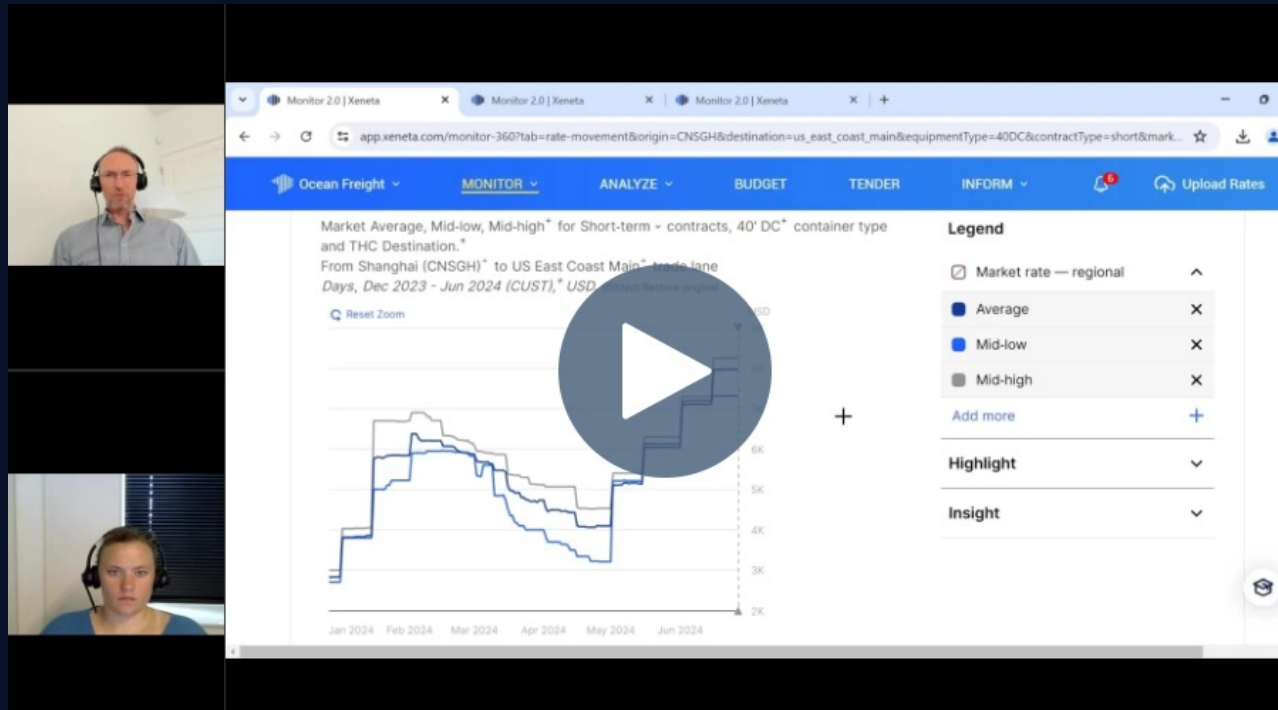 Monitor 2.0 | Xeneta
Monitor 2.0 | Xeneta
Monitor 2.0 | Xeneta
app.xeneta.com/monitor-360?tab=rate-movement&origin=CNSGH&destination=us_east_coast_main&equipmentType=40DC&contractType=short&mark...
Ocean Freight MONITOR ANALYZE BUDGET TENDER INFORM 6 Upload Rates
Market Average, Mid-low, Mid-high+ for Short-term contracts, 40' DC+ container type
and THC Destination.+
From Shanghai (CNSGH)+ to US East Coast Main+ trade lane
Days, Dec 2023 - Jun 2024 (CUST),+ USD, Restore original
Reset Zoom
6K
5K
4K
3K
2K
Jan 2024 Feb 2024 Mar 2024 Apr 2024 May 2024 Jun 2024
Legend
Market rate — regional
Average
Mid-low
Mid-high
Add more
Highlight
Insight